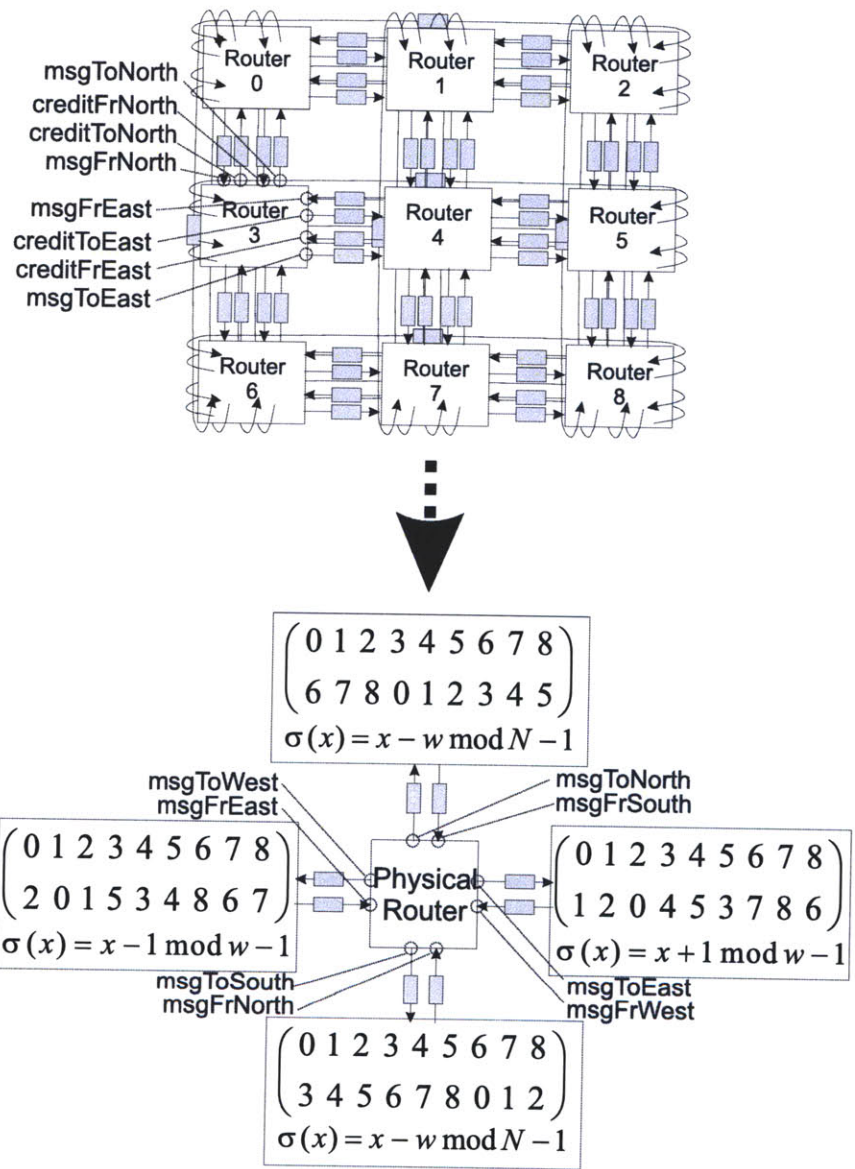 Router
0
Router
1
Router
2
msgToNorth
creditFrNorth
creditToNorth
msgFrNorth
msgFrEast
creditToEast
creditFrEast
msgToEast
Router
3
Router
4
Router
5
Router
6
Router
7
Router
8
0 1 2 3 4 5 6 7 8
6 7 8 0 1 2 3 4 5
σ(x) = x − w mod N − 1
msgToWest
msgFrEast
msgToNorth
msgFrSouth
0 1 2 3 4 5 6 7 8
2 0 1 5 3 4 8 6 7
σ(x) = x − 1 mod w − 1
Physical
Router
0 1 2 3 4 5 6 7 8
1 2 0 4 5 3 7 8 6
σ(x) = x + 1 mod w − 1
msgToSouth
msgFrNorth
msgToEast
msgFrWest
0 1 2 3 4 5 6 7 8
3 4 5 6 7 8 0 1 2
σ(x) = x − w mod N − 1